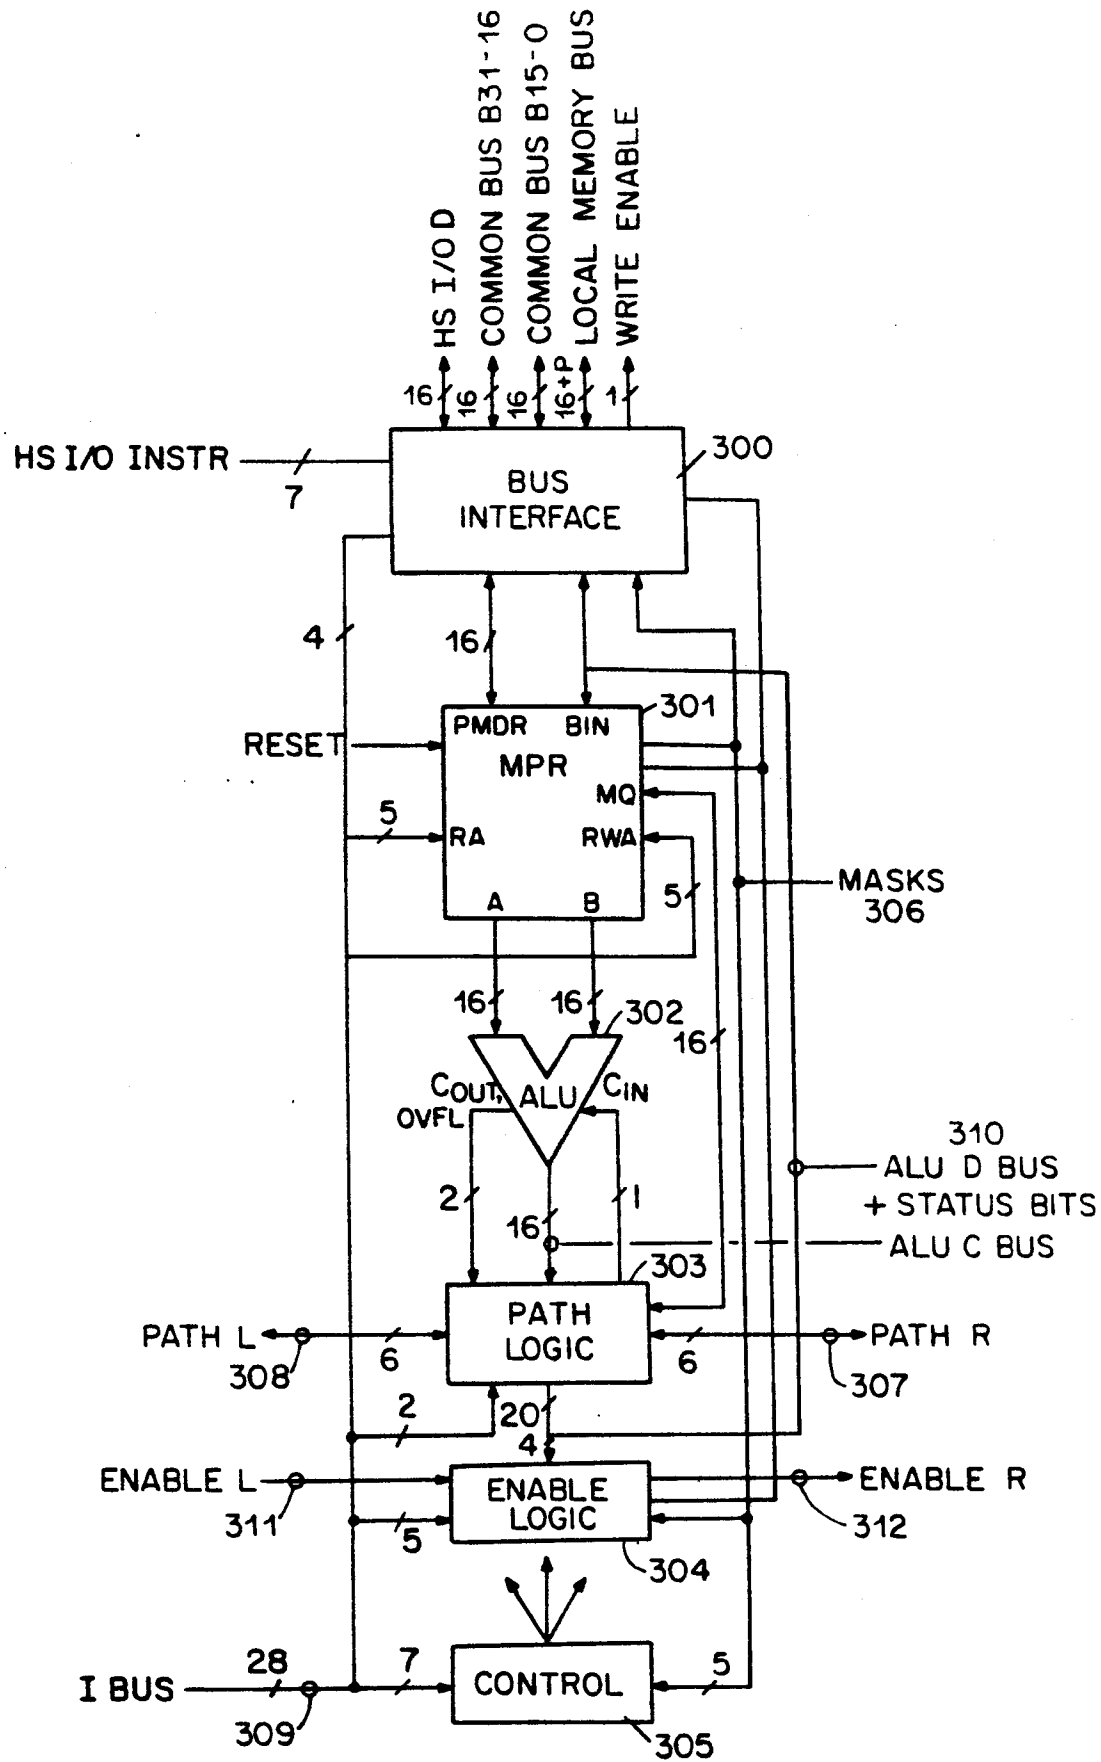 HS I/O D
COMMON BUS B31-16
COMMON BUS B15-0
LOCAL MEMORY BUS
WRITE ENABLE
16
16
16
16+P
1
HS I/O INSTR
7
300
BUS
INTERFACE
4
16
301
PMDR
BIN
RESET
MPR
MQ
5
RA
RWA
A
B
5
MASKS
306
16
16
302
16
COUT,
OVFL
ALU
CIN
2
16
1
310
ALU D BUS
+ STATUS BITS
ALU C BUS
303
PATH L
308
6
PATH
LOGIC
6
PATH R
307
2
20
4
ENABLE L
311
5
ENABLE
LOGIC
ENABLE R
312
304
I BUS
28
309
7
CONTROL
5
305